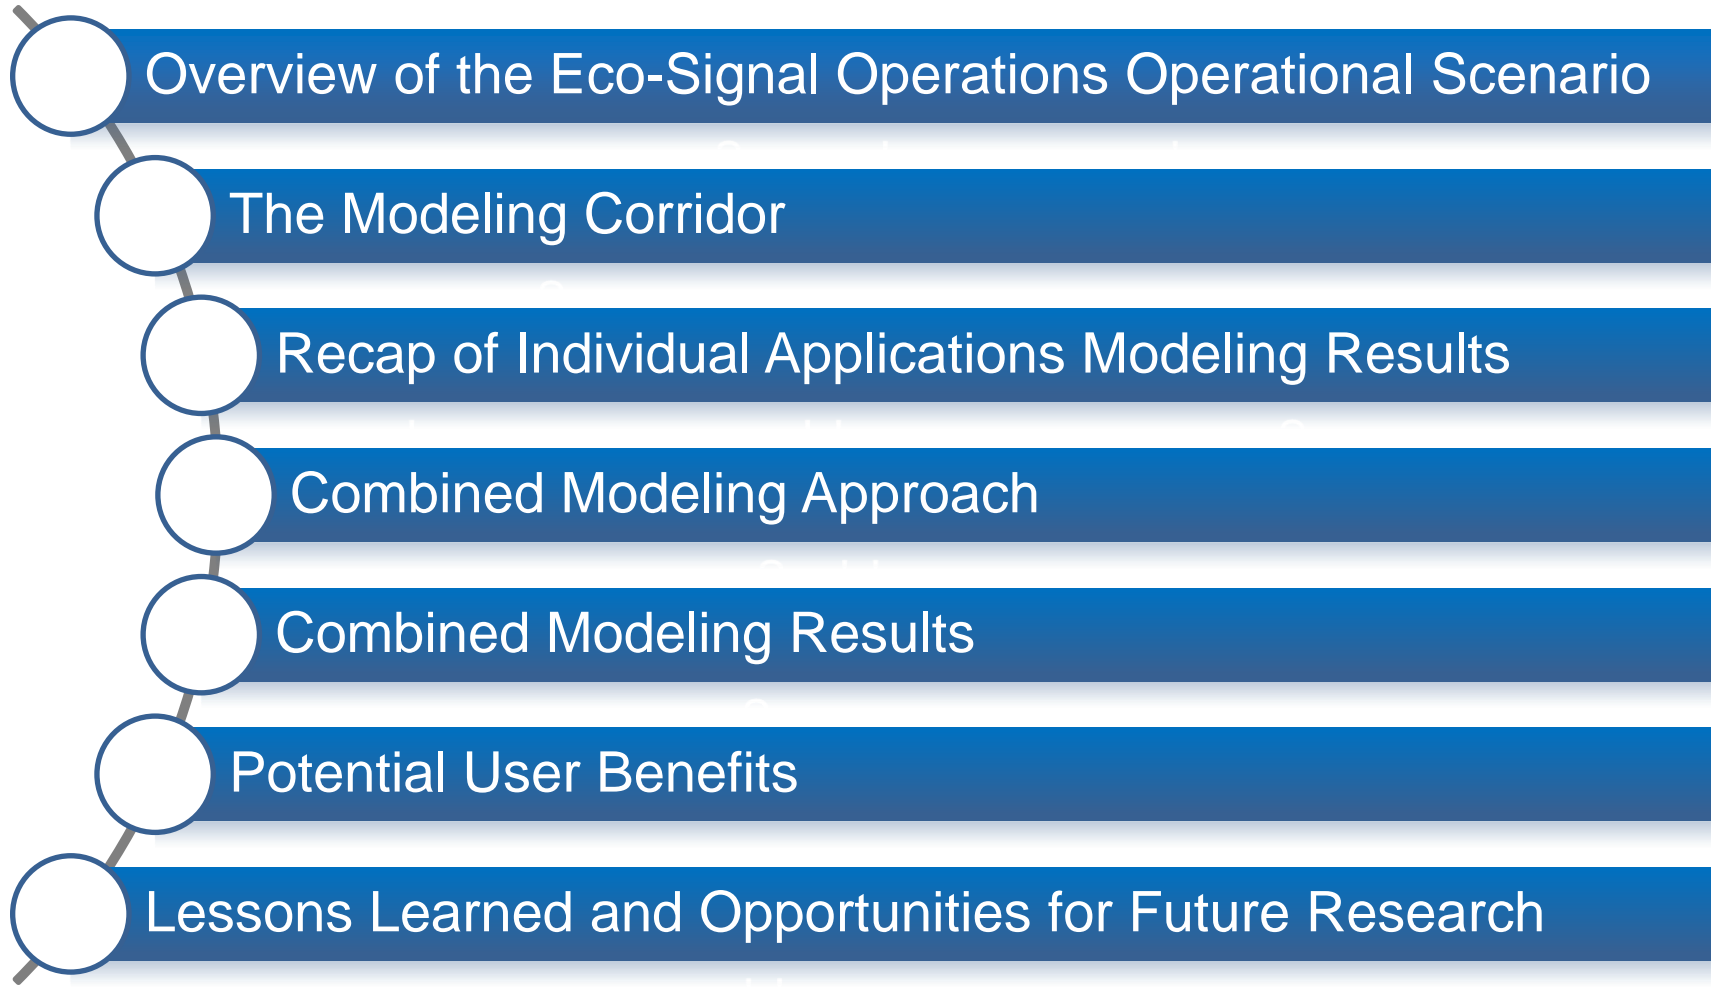 Overview of the Eco-Signal Operations Operational Scenario
The Modeling Corridor
Recap of Individual Applications Modeling Results
Combined Modeling Approach
Combined Modeling Results
Potential User Benefits
Lessons Learned and Opportunities for Future Research